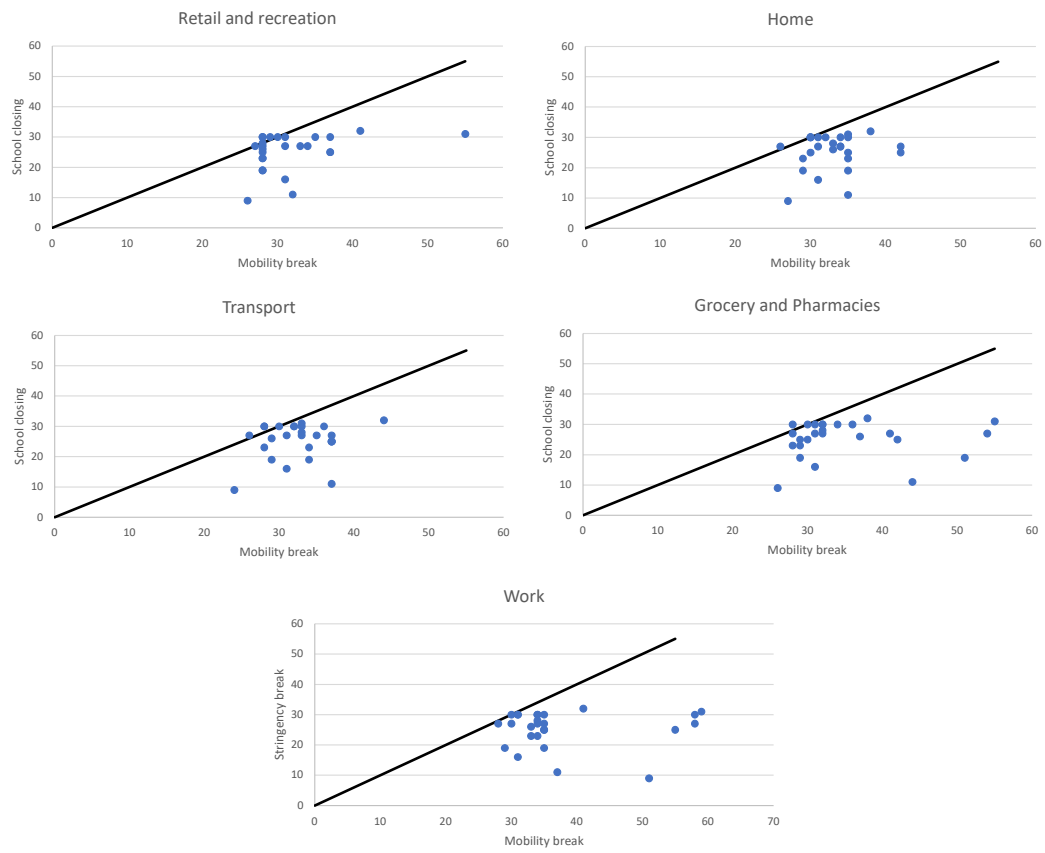 Retail and recreation
60
50
40
30
20
10
0
School closing
0 10 20 30 40 50 60
Mobility break
Home
60
50
40
30
20
10
0
School closing
0 10 20 30 40 50 60
Mobility break
Transport
60
50
40
30
20
10
0
School closing
0 10 20 30 40 50 60
Mobility break
Grocery and Pharmacies
60
50
40
30
20
10
0
School closing
0 10 20 30 40 50 60
Mobility break
Work
60
50
40
30
20
10
0
Stringency break
0 10 20 30 40 50 60 70
Mobility break